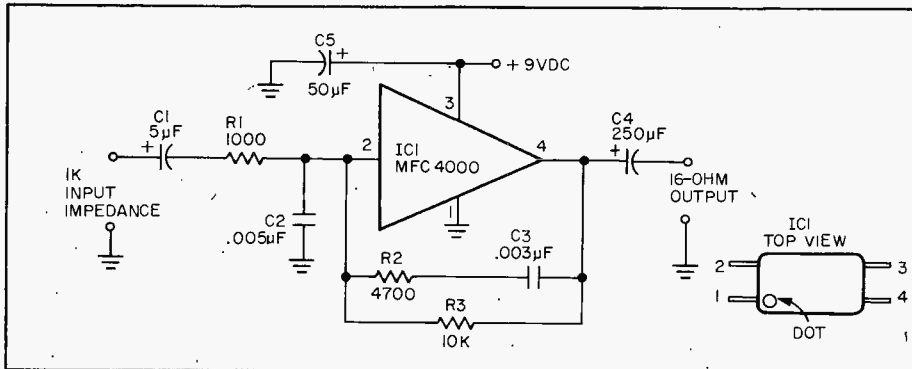 C5
+
50µF
+ 9VDC
C1
5µF
+
R1
1000
2
3
IC1
MFC 4000
4
1
C4
250µF
+
1K
INPUT
IMPEDANCE
C2
.005µF
16-OHM
OUTPUT
R2
4700
C3
.003µF
R3
10K
IC1
TOP VIEW
2
3
1
4
DOT